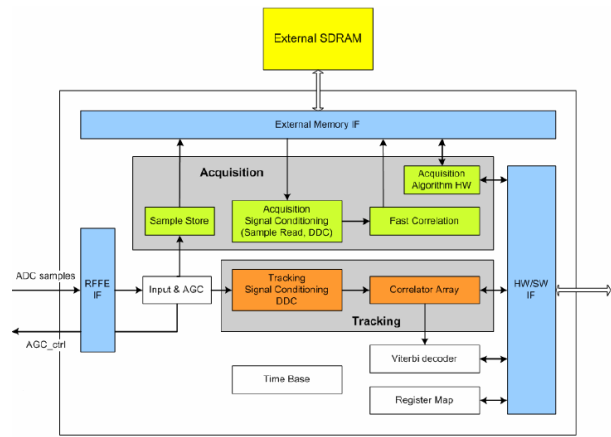 External SDRAM
External Memory IF
Acquisition
Acquisition
Algorithm HW
Sample Store
Acquisition
Signal Conditioning
(Sample Read, DDC)
Fast Correlation
ADC samples
RFFE
IF
Input & AGC
Tracking
Signal Conditioning
DDC
Correlator Array
HW/SW
IF
Tracking
AGC_ctrl
Viterbi decoder
Time Base
Register Map